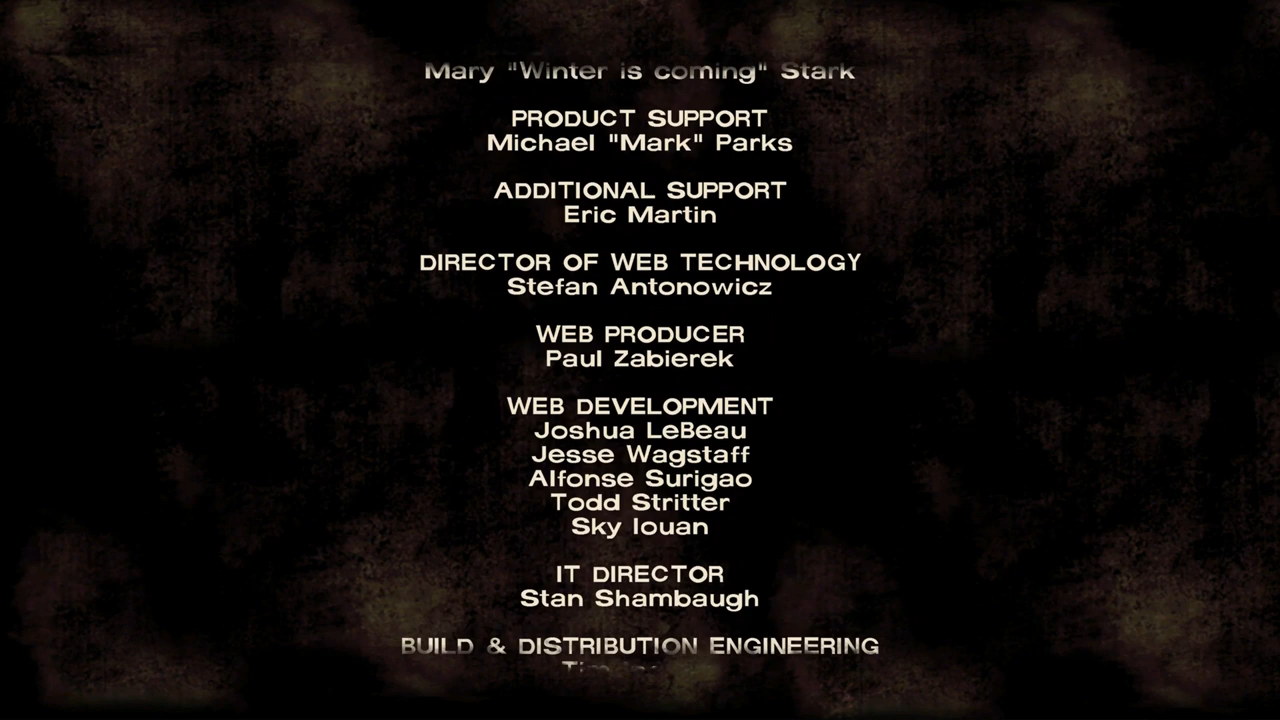 Mary "Winter is coming" Stark
PRODUCT SUPPORT
Michael "Mark" Parks
ADDITIONAL SUPPORT
Eric Martin
DIRECTOR OF WEB TECHNOLOGY
Stefan Antonowicz
WEB PRODUCER
Paul Zabierek
WEB DEVELOPMENT
Joshua LeBeau
Jesse Wagstaff
Alfonse Surigao
Todd Stritter
Sky Iouan
IT DIRECTOR
Stan Shambaugh
BUILD & DISTRIBUTION ENGINEERING